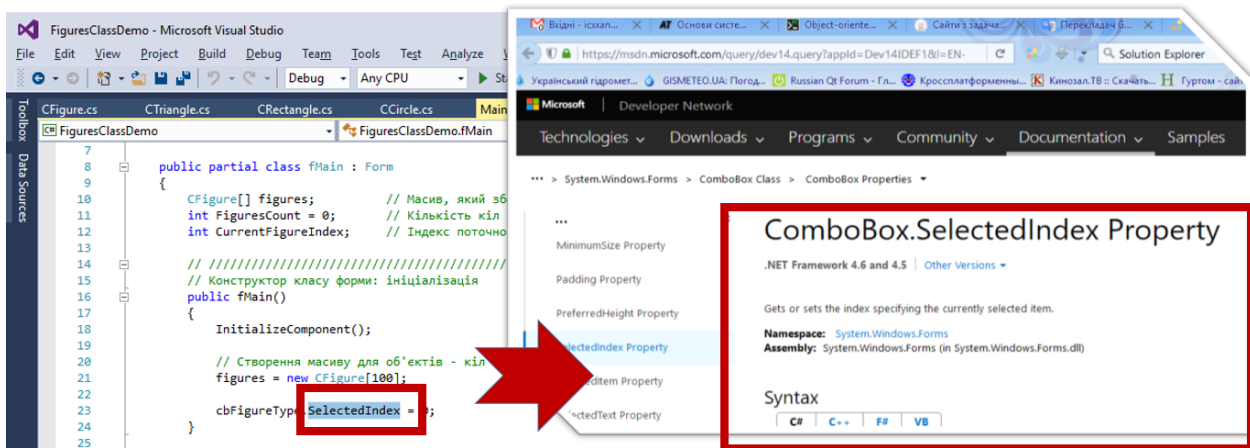 FiguresClassDemo - Microsoft Visual Studio
File Edit View Project Build Debug Team Tools Test Analyze
Debug Any CPU
Toolbox
Data Sources
CFigure.cs CTriangle.cs CRectangle.cs CCircle.cs Main
C# FiguresClassDemo FiguresClassDemo.fMain
7
8 public partial class fMain : Form
9 {
10 CFigure[] figures; // Масив, який зб
11 int FiguresCount = 0; // Кількість кіл
12 int CurrentFigureIndex; // Індекс поточно
13
14 // /////////////////////////////////////////
15 // Конструктор класу форми: ініціалізація
16 public fMain()
17 {
18 InitializeComponent();
19
20 // Створення масиву для об'єктів - кіл
21 figures = new CFigure[100];
22
23 cbFigureType.SelectedIndex = 0;
24 }
25
Вхідні - icxxan... Основи систе... Object-oriente... Сайти з задача... Перекладач G...
https://msdn.microsoft.com/query/dev14.query?appId=Dev14IDEF1&l=EN- Solution Explorer
Український гідромет... GISMETEO.UA: Погод... Russian Qt Forum - Гл... Кроссплатформенны... Кинозал.ТВ :: Скачать... Гуртом - сай
Microsoft Developer Network
Technologies Downloads Programs Community Documentation Samples
••• > System.Windows.Forms > ComboBox Class > ComboBox Properties
•••
MinimumSize Property
Padding Property
PreferredHeight Property
SelectedIndex Property
ectedItem Property
ectedText Property
ComboBox.SelectedIndex Property
.NET Framework 4.6 and 4.5 Other Versions
Gets or sets the index specifying the currently selected item.
Namespace: System.Windows.Forms
Assembly: System.Windows.Forms (in System.Windows.Forms.dll)
Syntax
C# C++ F# VB